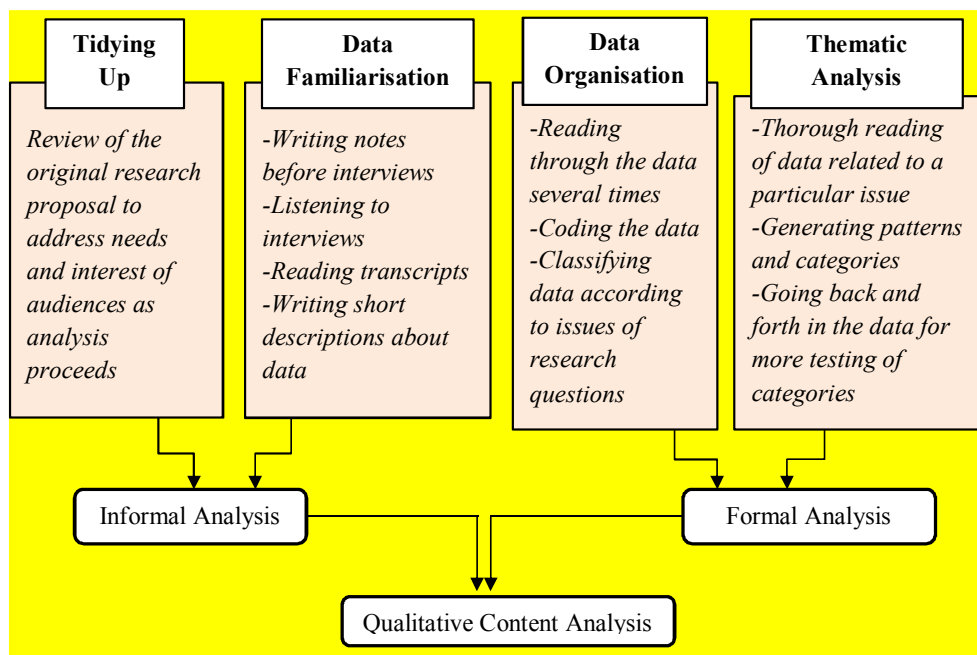 Tidying
Up
Review of the
original research
proposal to
address needs
and interest of
audiences as
analysis
proceeds
Data
Familiarisation
-Writing notes
before interviews
-Listening to
interviews
-Reading transcripts
-Writing short
descriptions about
data
Data
Organisation
-Reading
through the data
several times
-Coding the data
-Classifying
data according
to issues of
research
questions
Thematic
Analysis
-Thorough reading
of data related to a
particular issue
-Generating patterns
and categories
-Going back and
forth in the data for
more testing of
categories
Informal Analysis
Formal Analysis
Qualitative Content Analysis